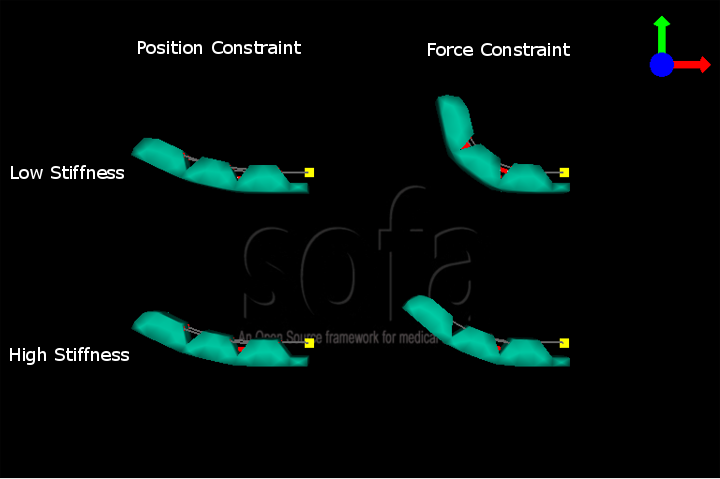 Position Constraint
Force Constraint
Low Stiffness
sofa
An Open Source framework for medical
High Stiffness